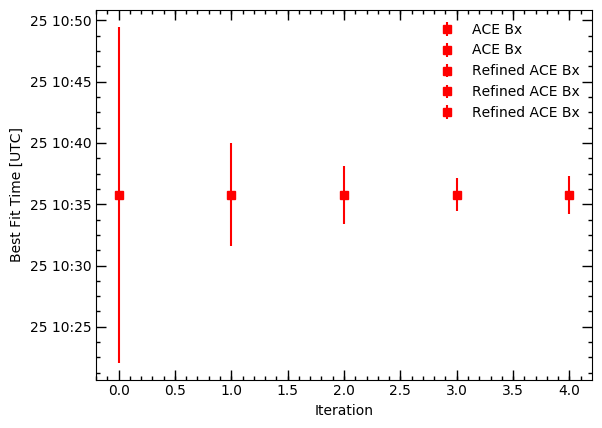 25 10:50
25 10:45
25 10:40
25 10:35
25 10:30
25 10:25
Best Fit Time [UTC]
ACE Bx
ACE Bx
Refined ACE Bx
Refined ACE Bx
Refined ACE Bx
0.0 0.5 1.0 1.5 2.0 2.5 3.0 3.5 4.0
Iteration